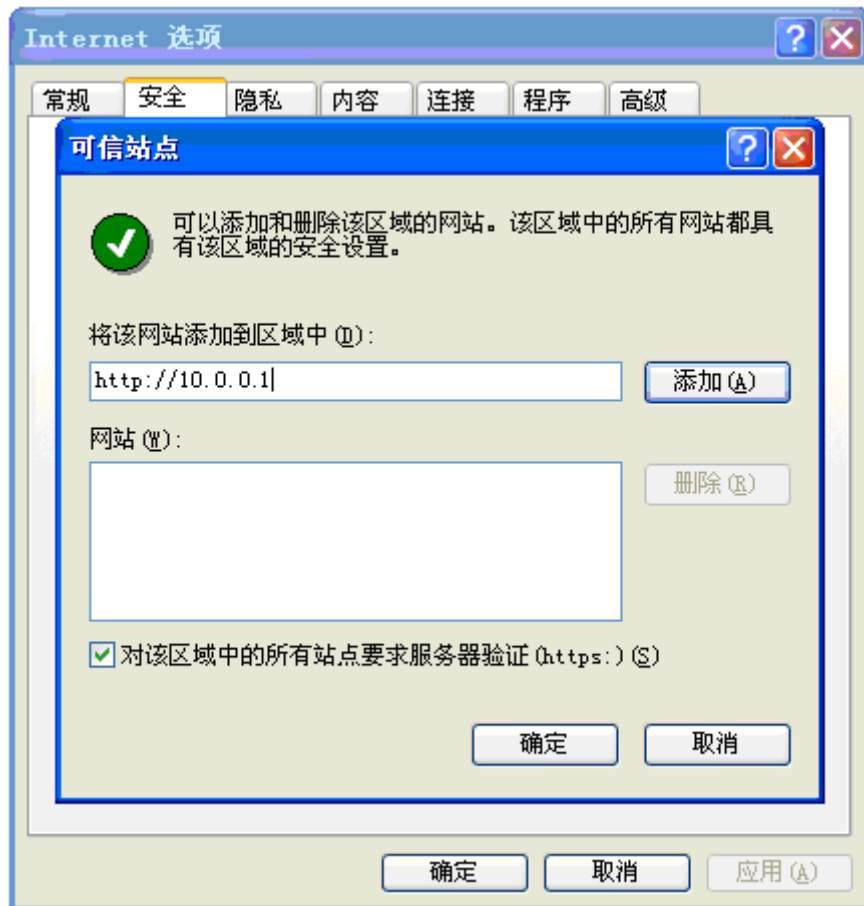 Internet 选项
常规 安全 隐私 内容 连接 程序 高级
可信站点
可以添加和删除该区域的网站。该区域中的所有网站都具
有该区域的安全设置。
将该网站添加到区域中(D):
http://10.0.0.1
添加(A)
网站(W):
删除(R)
对该区域中的所有站点要求服务器验证(https:)(S)
确定 取消
确定 取消 应用(A)